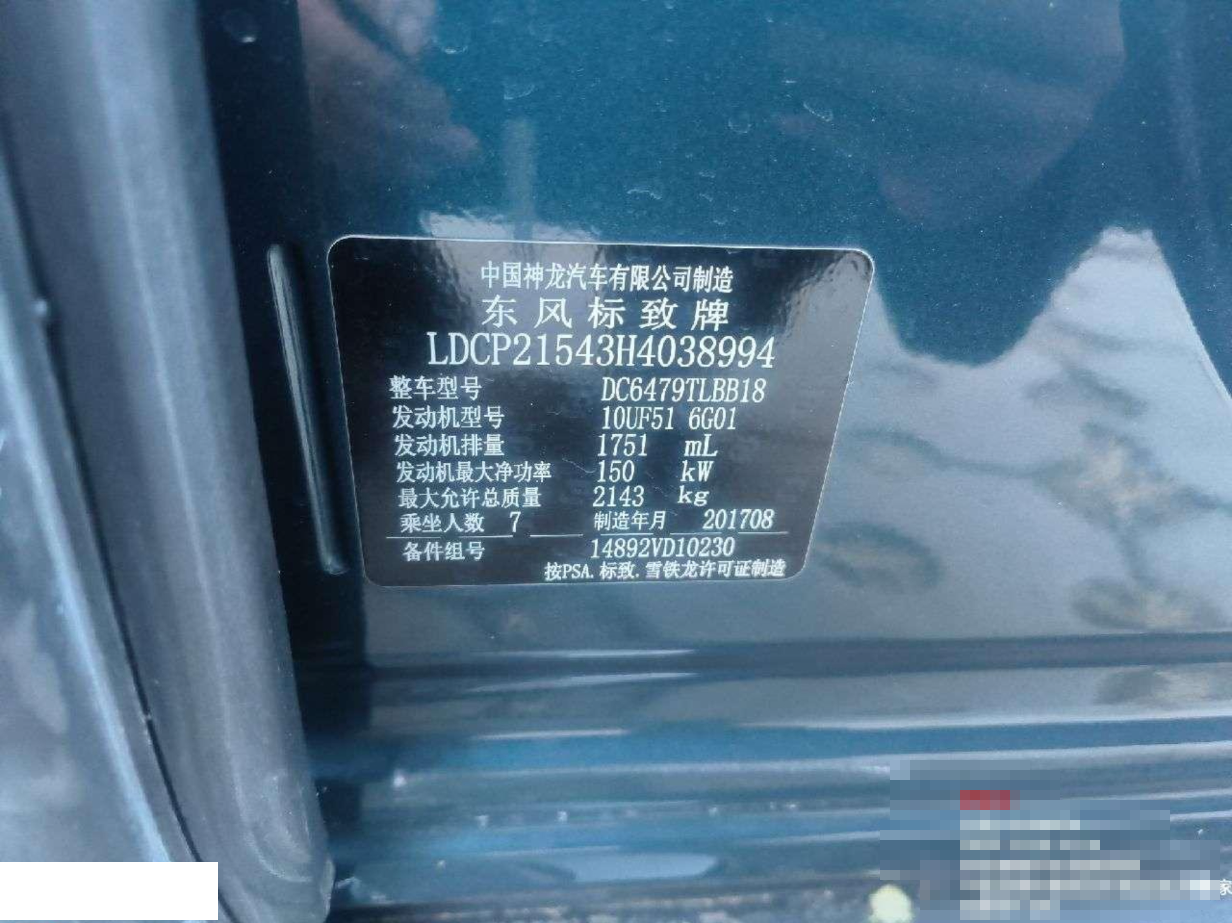 中国神龙汽车有限公司制造
东风标致牌
LDCP21543H4038994
整车型号 DC6479TLBB18
发动机型号 10UF51 6G01
发动机排量 1751 mL
发动机最大净功率 150 kW
最大允许总质量 2143 kg
乘坐人数 7 制造年月 201708
备件组号 14892VD10230
按PSA.标致.雪铁龙许可证制造
家